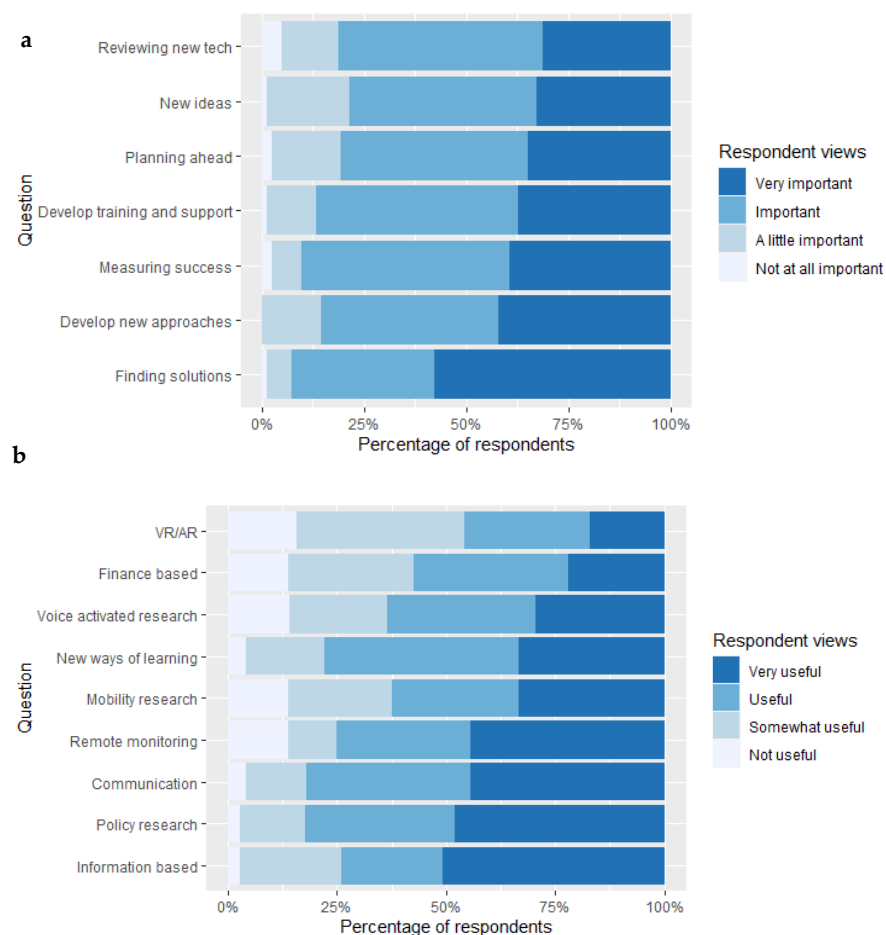 a
Reviewing new tech
New ideas
Planning ahead
Develop training and support
Measuring success
Develop new approaches
Finding solutions
Question
0% 25% 50% 75% 100%
Percentage of respondents
Respondent views
Very important
Important
A little important
Not at all important
b
VR/AR
Finance based
Voice activated research
New ways of learning
Mobility research
Remote monitoring
Communication
Policy research
Information based
Question
0% 25% 50% 75% 100%
Percentage of respondents
Respondent views
Very useful
Useful
Somewhat useful
Not useful